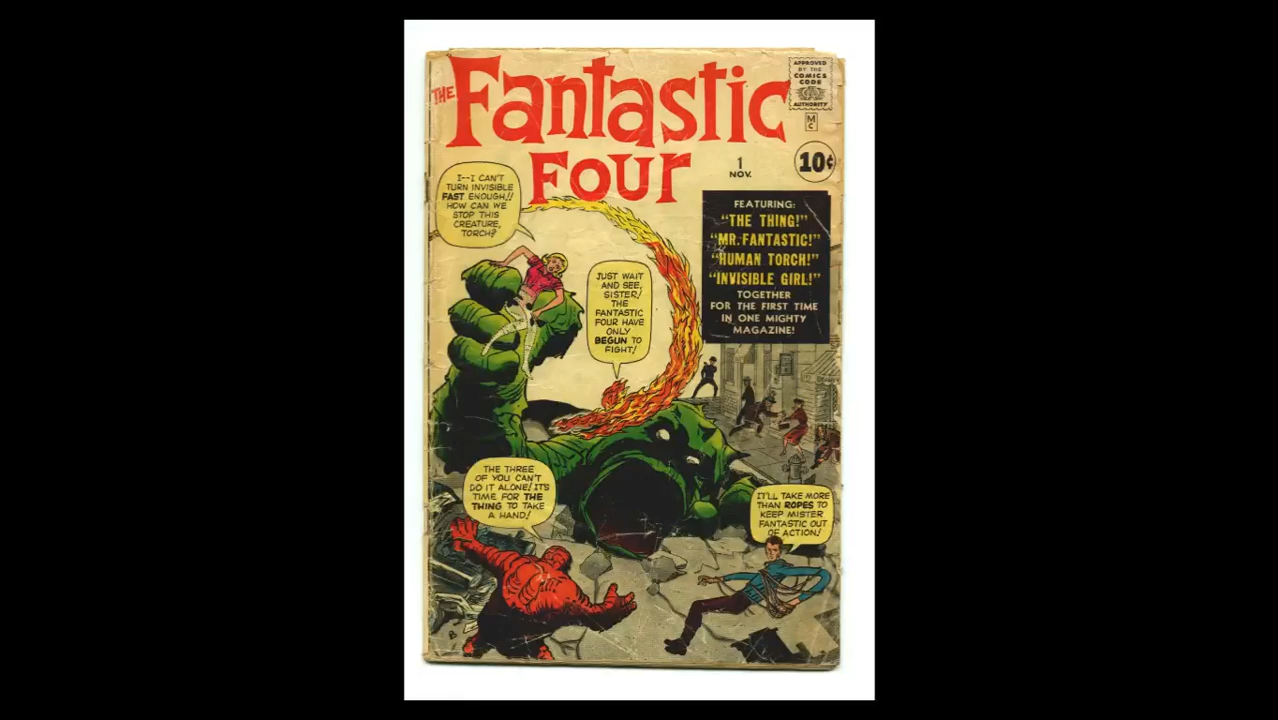 THE Fantastic
Four
APPROVED
BY THE
COMICS
CODE
AUTHORITY
M
C
1
NOV.
10¢
I--I CAN'T
TURN INVISIBLE
FAST ENOUGH!!
HOW CAN WE
STOP THIS
CREATURE,
TORCH?
JUST WAIT
AND SEE,
SISTER!
THE
FANTASTIC
FOUR HAVE
ONLY
BEGUN TO
FIGHT!
FEATURING:
"THE THING!"
"MR. FANTASTIC!"
"HUMAN TORCH!"
"INVISIBLE GIRL!"
TOGETHER
FOR THE FIRST TIME
IN ONE MIGHTY
MAGAZINE!
THE THREE
OF YOU CAN'T
DO IT ALONE! IT'S
TIME FOR THE
THING TO TAKE
A HAND!
IT'LL TAKE MORE
THAN ROPES TO
KEEP MISTER
FANTASTIC OUT
OF ACTION!